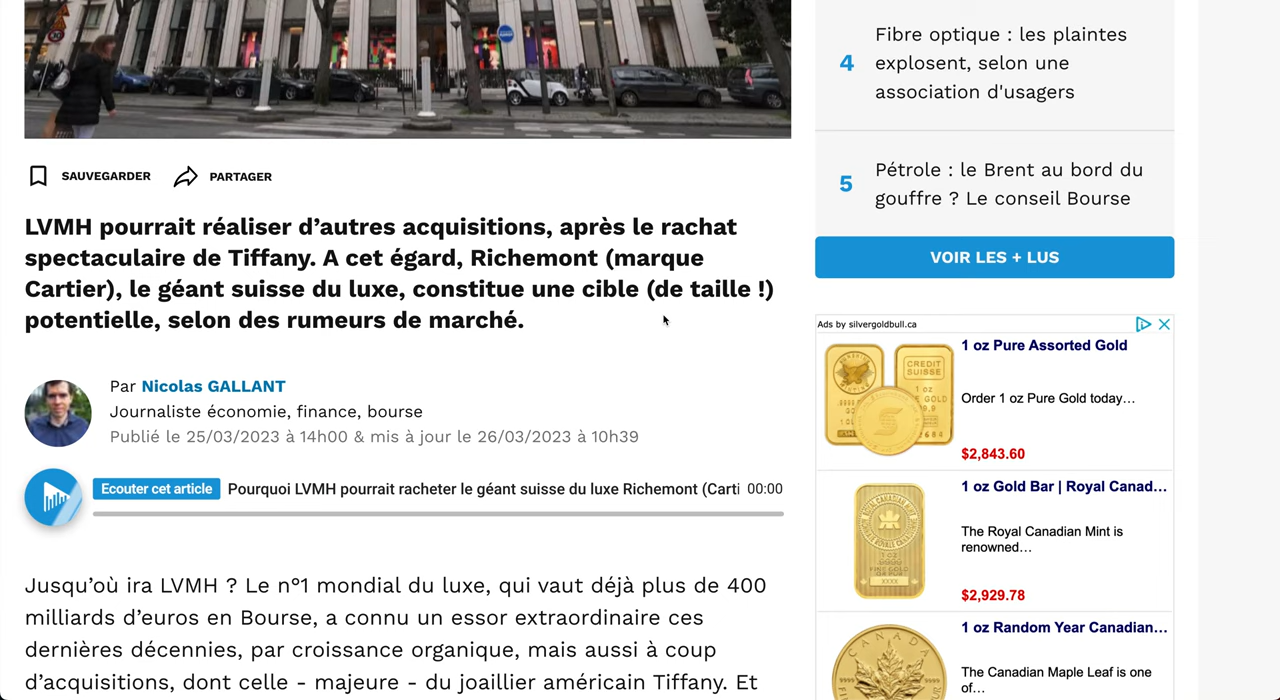 SAUVEGARDER PARTAGER
LVMH pourrait réaliser d’autres acquisitions, après le rachat
spectaculaire de Tiffany. A cet égard, Richemont (marque
Cartier), le géant suisse du luxe, constitue une cible (de taille !)
potentielle, selon des rumeurs de marché.
Par Nicolas GALLANT
Journaliste économie, finance, bourse
Publié le 25/03/2023 à 14h00 & mis à jour le 26/03/2023 à 10h39
Ecouter cet article Pourquoi LVMH pourrait racheter le géant suisse du luxe Richemont (Carti 00:00
Jusqu’où ira LVMH ? Le n°1 mondial du luxe, qui vaut déjà plus de 400
milliards d’euros en Bourse, a connu un essor extraordinaire ces
dernières décennies, par croissance organique, mais aussi à coup
d’acquisitions, dont celle - majeure - du joaillier américain Tiffany. Et
4
Fibre optique : les plaintes
explosent, selon une
association d'usagers
5
Pétrole : le Brent au bord du
gouffre ? Le conseil Bourse
VOIR LES + LUS
Ads by silvergoldbull.ca
CREDIT
SUISSE
1 oz Pure Assorted Gold
Order 1 oz Pure Gold today…
$2,843.60
1 oz Gold Bar | Royal Canad…
The Royal Canadian Mint is
renowned…
$2,929.78
XXXX
1 oz Random Year Canadian…
The Canadian Maple Leaf is one
of…
CANADA